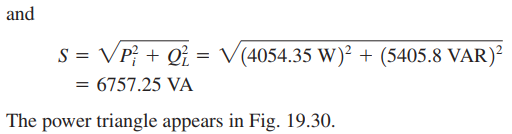 and
S = √P_i^2 + Q_L^2 = √(4054.35 W)^2 + (5405.8 VAR)^2
= 6757.25 VA
The power triangle appears in Fig. 19.30.